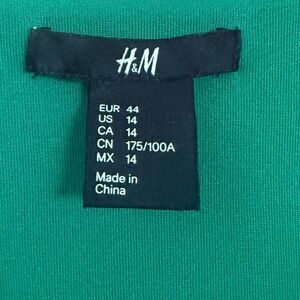 H&M
EUR 44
US 14
CA 14
CN 175/100A
MX 14
Made in
China